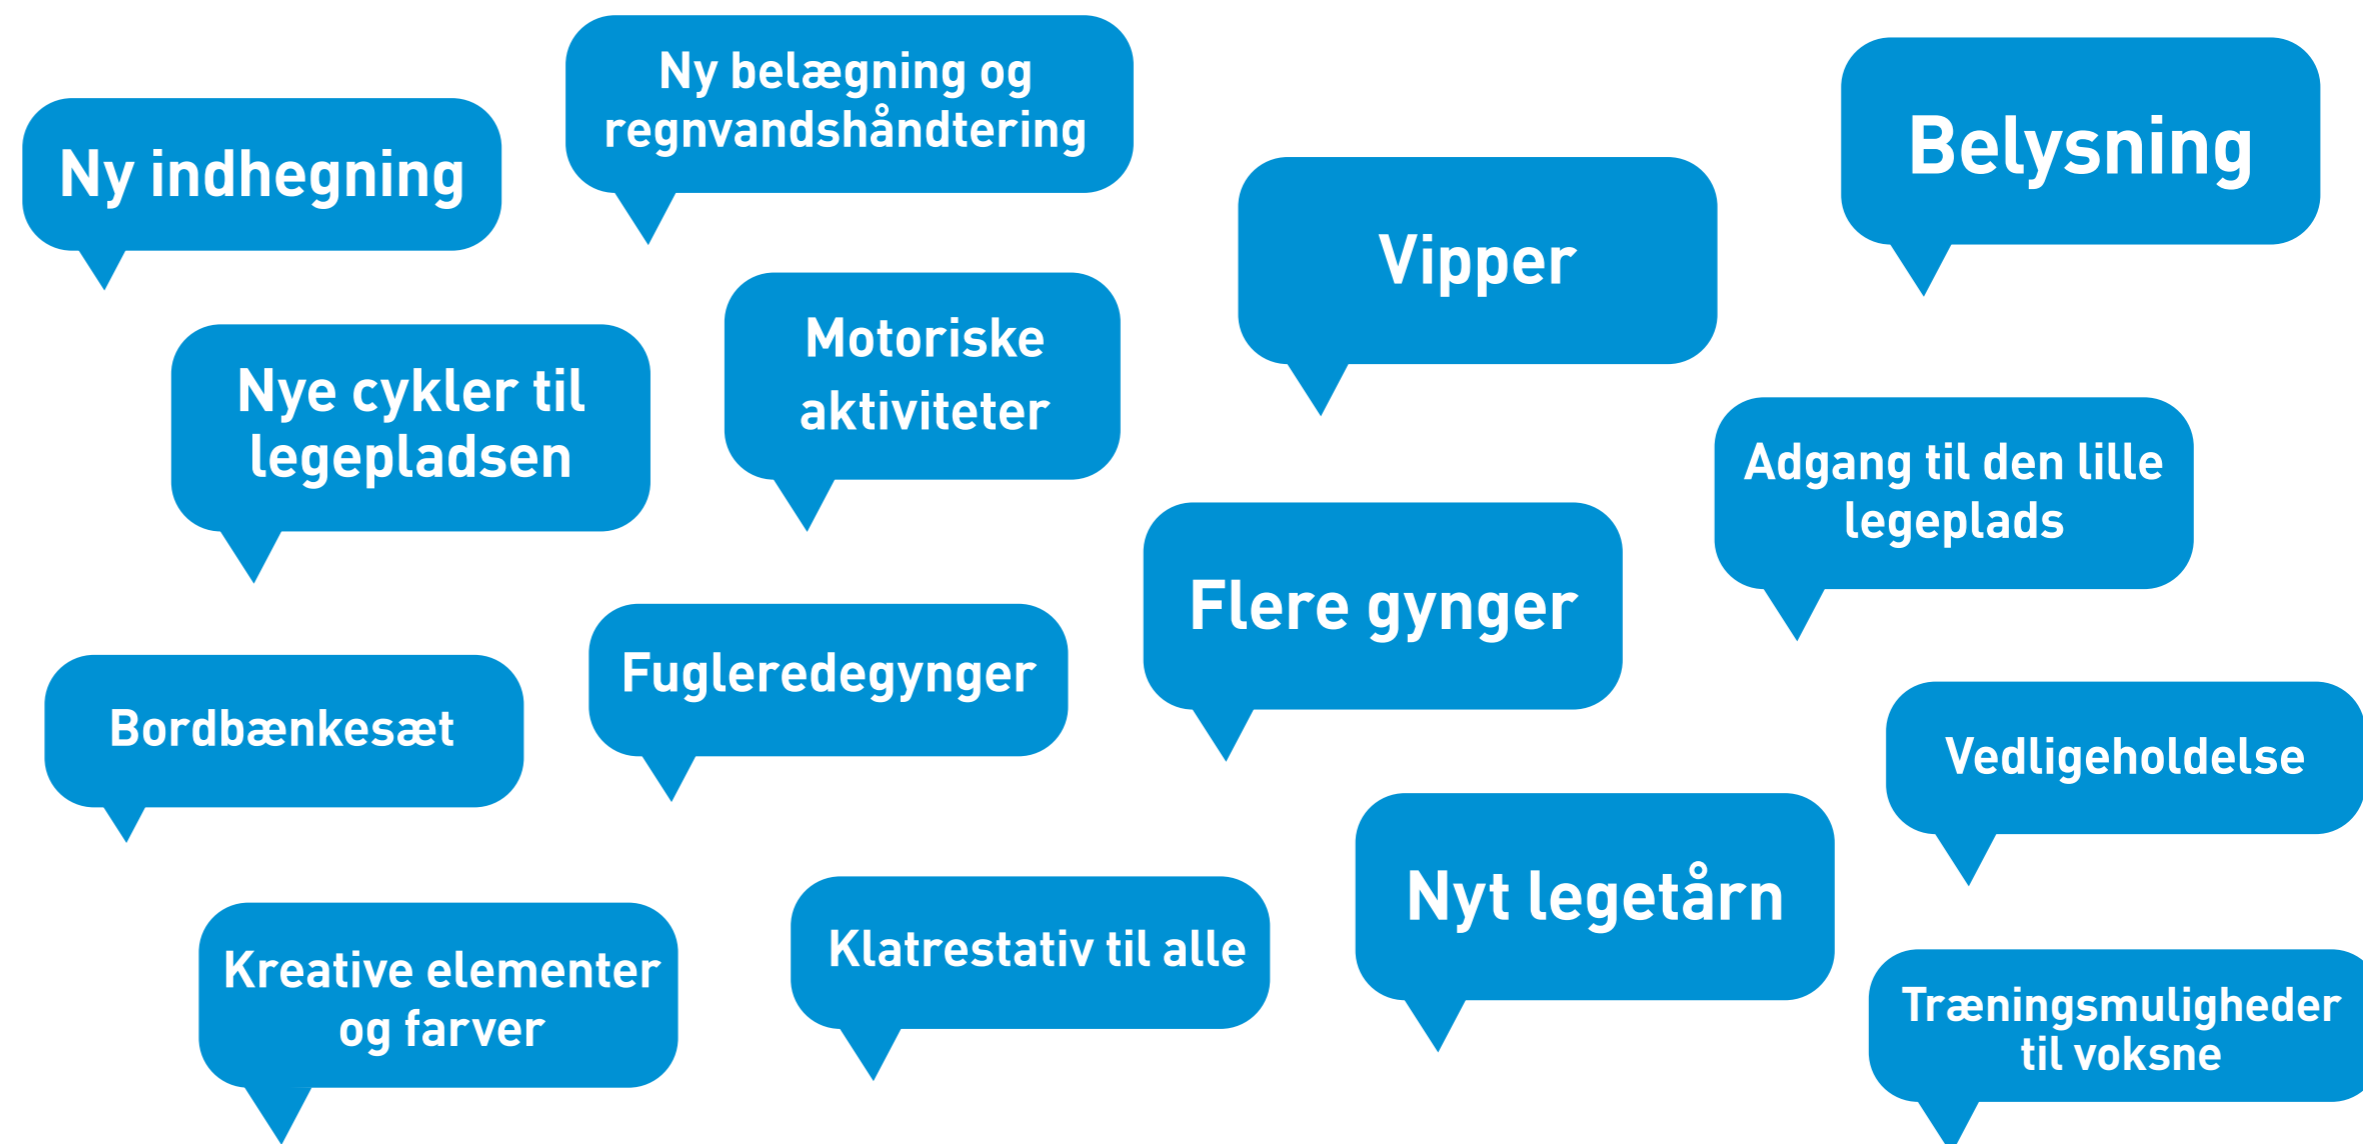 Ny belægning og
regnvandshåndtering
Belysning
Ny indhegning
Vipper
Motoriske
aktiviteter
Nye cykler til
legepladsen
Adgang til den lille
legeplads
Flere gynger
Fugleredegynger
Bordbænkesæt
Vedligeholdelse
Nyt legetårn
Klatrestativ til alle
Kreative elementer
og farver
Træningsmuligheder
til voksne